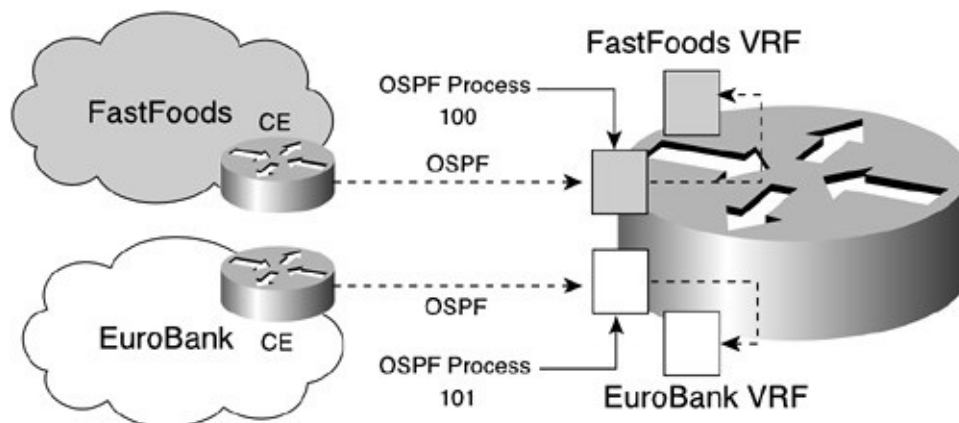 FastFoods VRF
OSPF Process
100
FastFoods
CE
OSPF
OSPF
EuroBank
CE
OSPF Process
101
EuroBank VRF